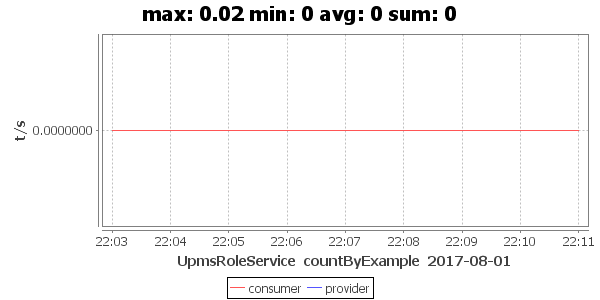 max: 0.02 min: 0 avg: 0 sum: 0
t/s
0.0000000
22:03 22:04 22:05 22:06 22:07 22:08 22:09 22:10 22:11
UpmsRoleService countByExample 2017-08-01
consumer provider